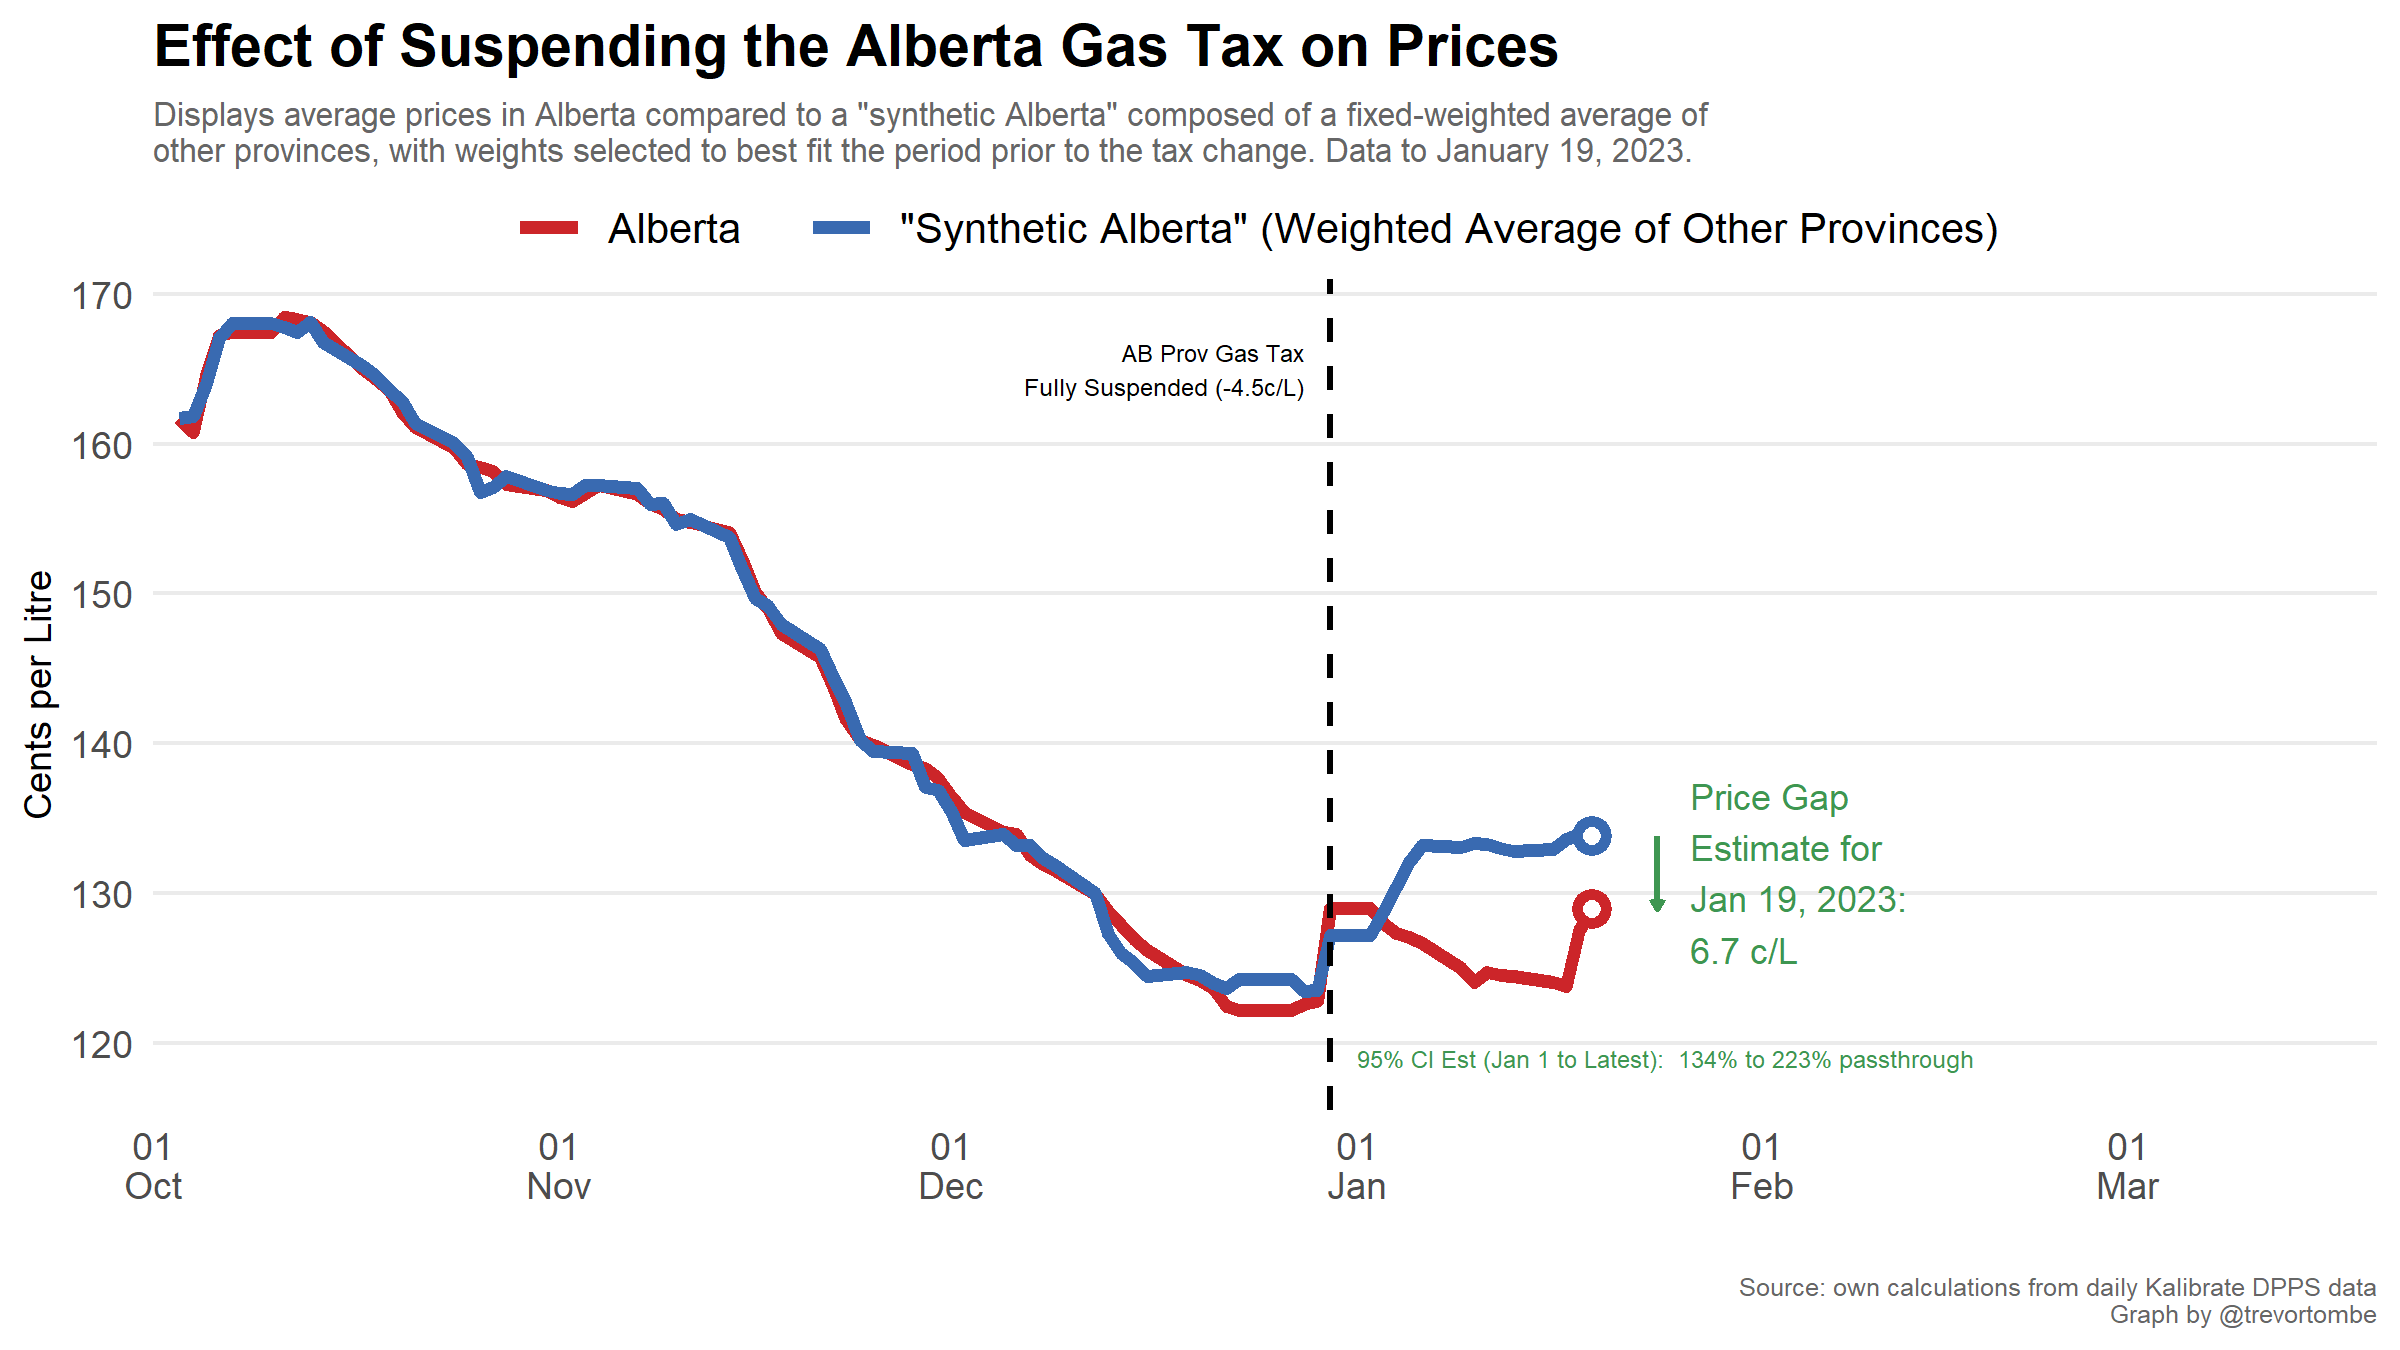 Effect of Suspending the Alberta Gas Tax on Prices
Displays average prices in Alberta compared to a "synthetic Alberta" composed of a fixed-weighted average of
other provinces, with weights selected to best fit the period prior to the tax change. Data to January 19, 2023.
Alberta
"Synthetic Alberta" (Weighted Average of Other Provinces)
170
160
150
140
130
120
Cents per Litre
AB Prov Gas Tax
Fully Suspended (-4.5c/L)
Price Gap
Estimate for
Jan 19, 2023:
6.7 c/L
95% CI Est (Jan 1 to Latest):  134% to 223% passthrough
01 01 01 01 01 01
Oct Nov Dec Jan Feb Mar
Source: own calculations from daily Kalibrate DPPS data
Graph by @trevortombe